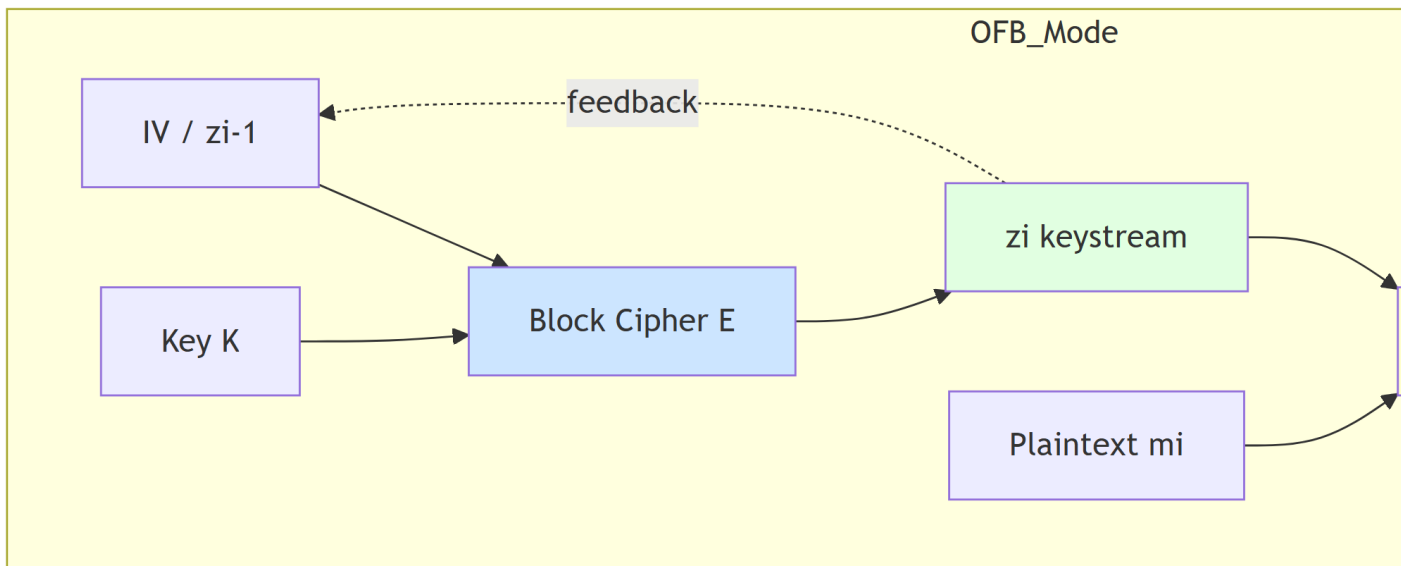 OFB_Mode
feedback
IV / zi-1
zi keystream
Block Cipher E
Key K
Plaintext mi